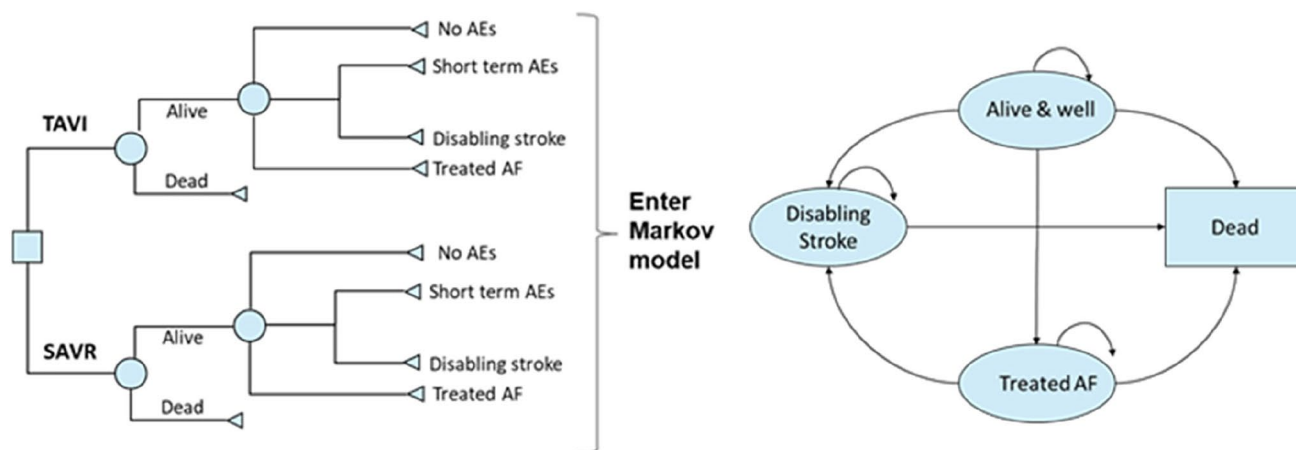 TAVI
Alive
Dead
No AEs
Short term AEs
Disabling stroke
Treated AF
SAVR
Alive
Dead
No AEs
Short term AEs
Disabling stroke
Treated AF
Enter
Markov
model
Alive & well
Disabling
Stroke
Dead
Treated AF